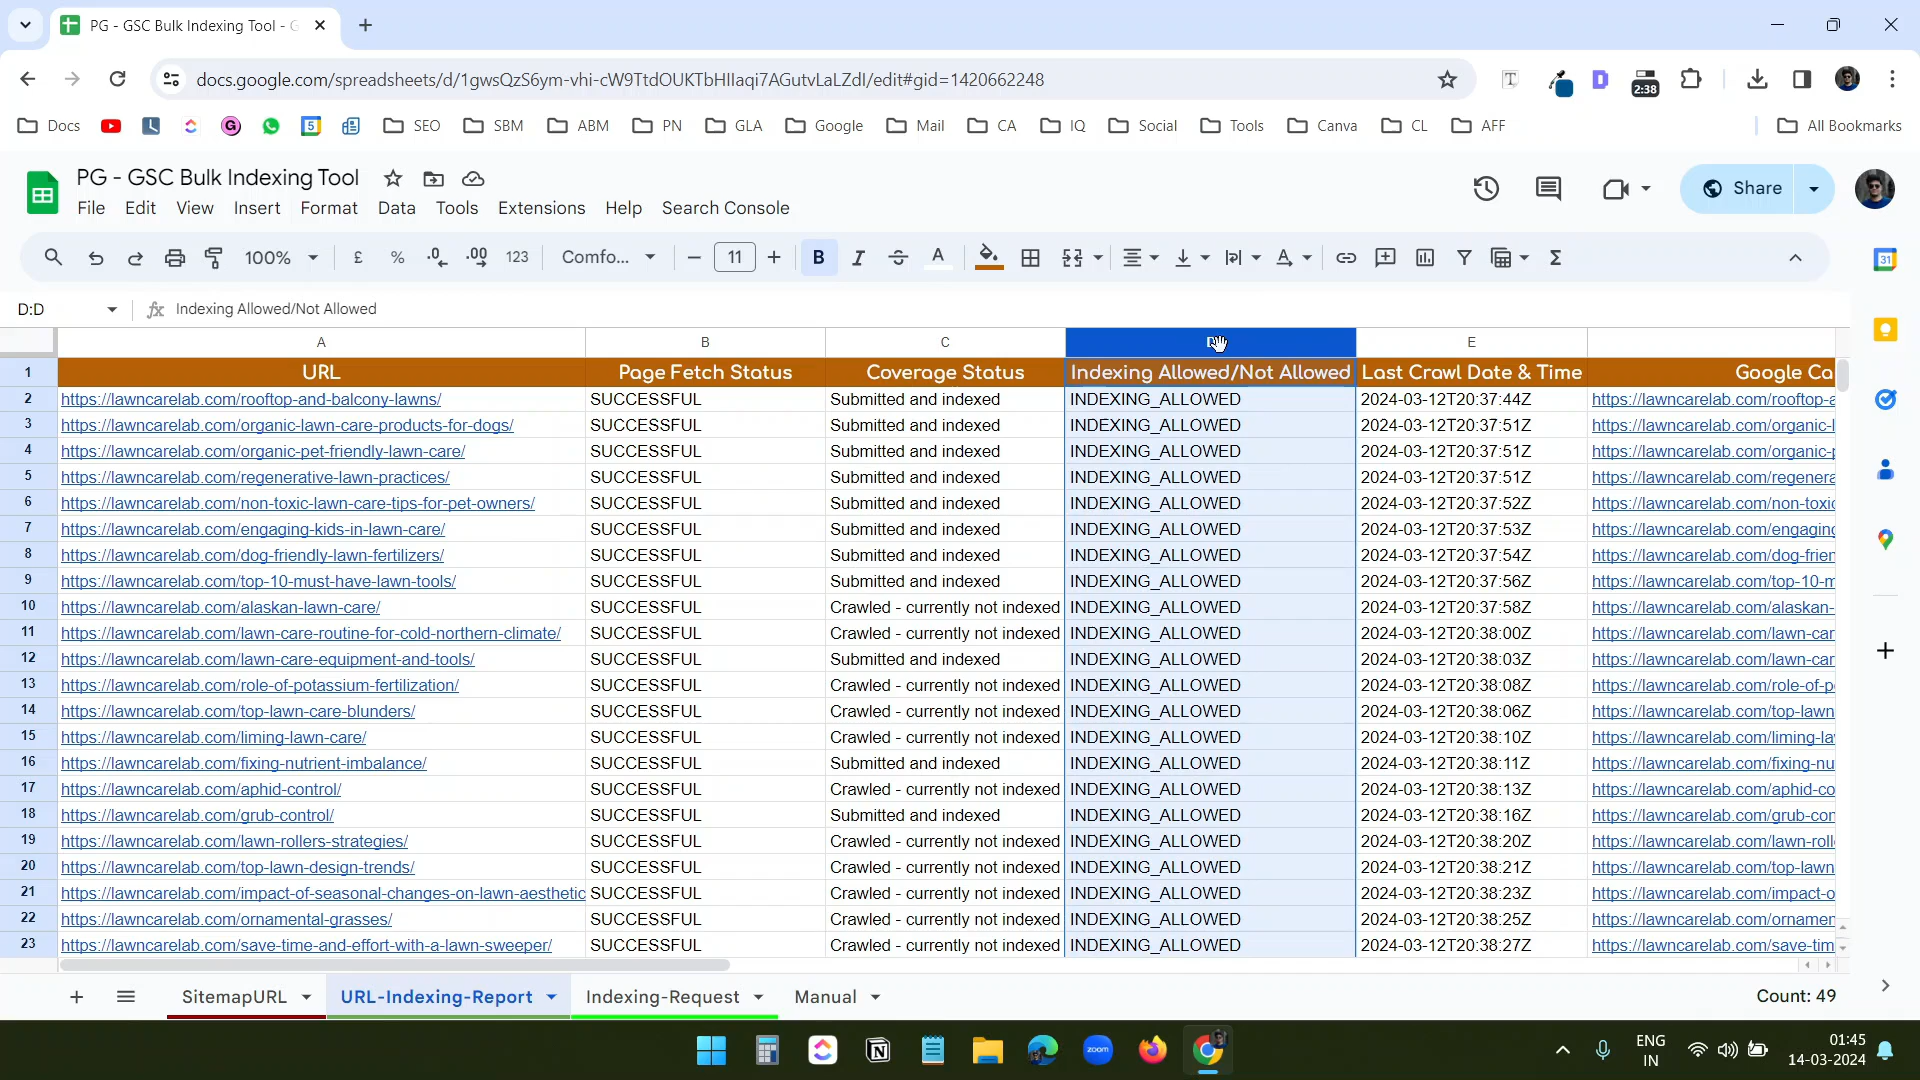 PG - GSC Bulk Indexing Tool - G
docs.google.com/spreadsheets/d/1gwsQzS6ym-vhi-cW9TtdOUKTbHIIaqi7AGutvLaLZdI/edit#gid=1420662248
2:38
Docs
SEO
SBM
ABM
PN
GLA
Google
Mail
CA
IQ
Social
Tools
Canva
CL
AFF
All Bookmarks
PG - GSC Bulk Indexing Tool
File Edit View Insert Format Data Tools Extensions Help Search Console
Share
100% £ % .0 .00 123 Comfo... 11 B I A
D:D fx Indexing Allowed/Not Allowed
A B C E
1 URL Page Fetch Status Coverage Status Indexing Allowed/Not Allowed Last Crawl Date & Time Google Ca
2 https://lawncarelab.com/rooftop-and-balcony-lawns/ SUCCESSFUL Submitted and indexed INDEXING_ALLOWED 2024-03-12T20:37:44Z https://lawncarelab.com/rooftop-a
3 https://lawncarelab.com/organic-lawn-care-products-for-dogs/ SUCCESSFUL Submitted and indexed INDEXING_ALLOWED 2024-03-12T20:37:51Z https://lawncarelab.com/organic-l
4 https://lawncarelab.com/organic-pet-friendly-lawn-care/ SUCCESSFUL Submitted and indexed INDEXING_ALLOWED 2024-03-12T20:37:51Z https://lawncarelab.com/organic-p
5 https://lawncarelab.com/regenerative-lawn-practices/ SUCCESSFUL Submitted and indexed INDEXING_ALLOWED 2024-03-12T20:37:51Z https://lawncarelab.com/regenera
6 https://lawncarelab.com/non-toxic-lawn-care-tips-for-pet-owners/ SUCCESSFUL Submitted and indexed INDEXING_ALLOWED 2024-03-12T20:37:52Z https://lawncarelab.com/non-toxic
7 https://lawncarelab.com/engaging-kids-in-lawn-care/ SUCCESSFUL Submitted and indexed INDEXING_ALLOWED 2024-03-12T20:37:53Z https://lawncarelab.com/engaging
8 https://lawncarelab.com/dog-friendly-lawn-fertilizers/ SUCCESSFUL Submitted and indexed INDEXING_ALLOWED 2024-03-12T20:37:54Z https://lawncarelab.com/dog-frien
9 https://lawncarelab.com/top-10-must-have-lawn-tools/ SUCCESSFUL Submitted and indexed INDEXING_ALLOWED 2024-03-12T20:37:56Z https://lawncarelab.com/top-10-m
10 https://lawncarelab.com/alaskan-lawn-care/ SUCCESSFUL Crawled - currently not indexed INDEXING_ALLOWED 2024-03-12T20:37:58Z https://lawncarelab.com/alaskan-
11 https://lawncarelab.com/lawn-care-routine-for-cold-northern-climate/ SUCCESSFUL Crawled - currently not indexed INDEXING_ALLOWED 2024-03-12T20:38:00Z https://lawncarelab.com/lawn-car
12 https://lawncarelab.com/lawn-care-equipment-and-tools/ SUCCESSFUL Submitted and indexed INDEXING_ALLOWED 2024-03-12T20:38:03Z https://lawncarelab.com/lawn-car
13 https://lawncarelab.com/role-of-potassium-fertilization/ SUCCESSFUL Crawled - currently not indexed INDEXING_ALLOWED 2024-03-12T20:38:08Z https://lawncarelab.com/role-of-p
14 https://lawncarelab.com/top-lawn-care-blunders/ SUCCESSFUL Crawled - currently not indexed INDEXING_ALLOWED 2024-03-12T20:38:06Z https://lawncarelab.com/top-lawn
15 https://lawncarelab.com/liming-lawn-care/ SUCCESSFUL Crawled - currently not indexed INDEXING_ALLOWED 2024-03-12T20:38:10Z https://lawncarelab.com/liming-la
16 https://lawncarelab.com/fixing-nutrient-imbalance/ SUCCESSFUL Submitted and indexed INDEXING_ALLOWED 2024-03-12T20:38:11Z https://lawncarelab.com/fixing-nu
17 https://lawncarelab.com/aphid-control/ SUCCESSFUL Crawled - currently not indexed INDEXING_ALLOWED 2024-03-12T20:38:13Z https://lawncarelab.com/aphid-co
18 https://lawncarelab.com/grub-control/ SUCCESSFUL Submitted and indexed INDEXING_ALLOWED 2024-03-12T20:38:16Z https://lawncarelab.com/grub-con
19 https://lawncarelab.com/lawn-rollers-strategies/ SUCCESSFUL Crawled - currently not indexed INDEXING_ALLOWED 2024-03-12T20:38:20Z https://lawncarelab.com/lawn-roll
20 https://lawncarelab.com/top-lawn-design-trends/ SUCCESSFUL Crawled - currently not indexed INDEXING_ALLOWED 2024-03-12T20:38:21Z https://lawncarelab.com/top-lawn
21 https://lawncarelab.com/impact-of-seasonal-changes-on-lawn-aesthetic SUCCESSFUL Crawled - currently not indexed INDEXING_ALLOWED 2024-03-12T20:38:23Z https://lawncarelab.com/impact-o
22 https://lawncarelab.com/ornamental-grasses/ SUCCESSFUL Crawled - currently not indexed INDEXING_ALLOWED 2024-03-12T20:38:25Z https://lawncarelab.com/ornamen
23 https://lawncarelab.com/save-time-and-effort-with-a-lawn-sweeper/ SUCCESSFUL Crawled - currently not indexed INDEXING_ALLOWED 2024-03-12T20:38:27Z https://lawncarelab.com/save-tim
SitemapURL URL-Indexing-Report Indexing-Request Manual Count: 49
zoom
ENG
IN
01:45
14-03-2024